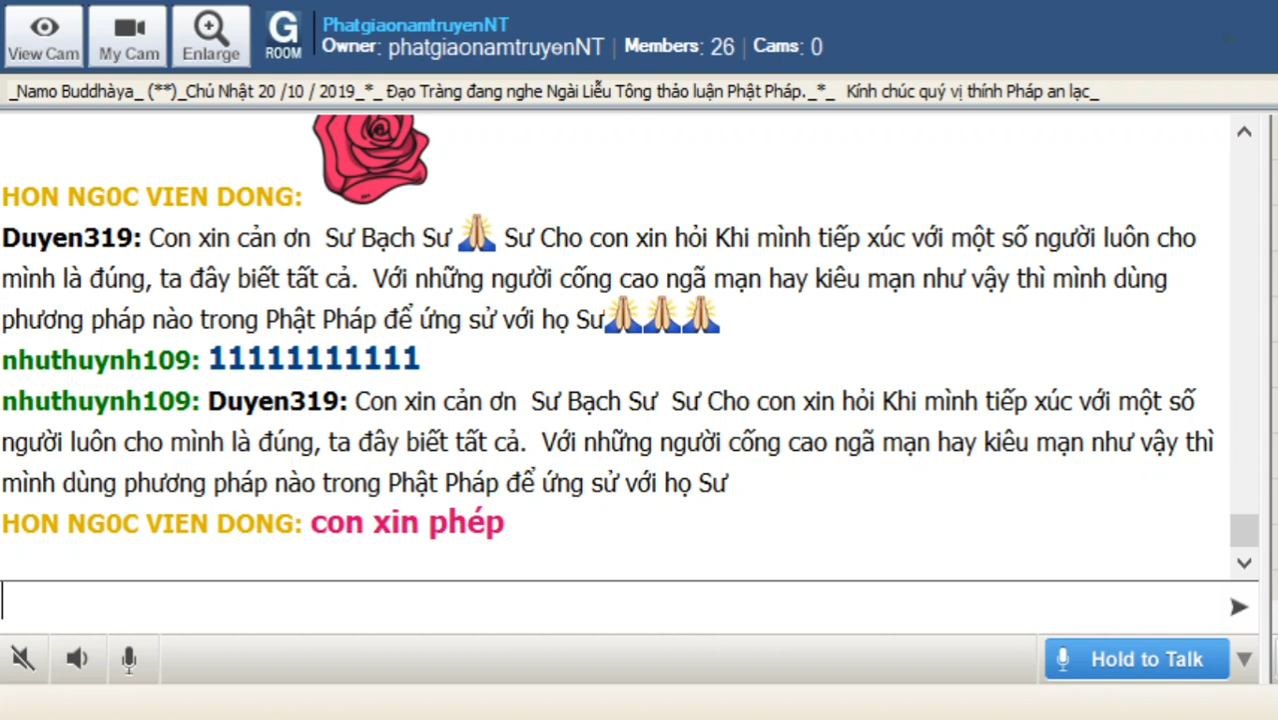 View Cam
My Cam
Enlarge
G
ROOM
PhatgiaonamtruyenNT
Owner: phatgiaonamtruyenNT | Members: 26 | Cams: 0
_Namo Buddhàya_ (**)_Chủ Nhật 20 /10 / 2019_*_ Đạo Tràng đang nghe Ngài Liễu Tông thảo luận Phật Pháp._*_ Kính chúc quý vị thính Pháp an lạc_
HON NG0C VIEN DONG:
Duyen319: Con xin cản ơn Sư Bạch Sư 🙏 Sư Cho con xin hỏi Khi mình tiếp xúc với một số người luôn cho
mình là đúng, ta đây biết tất cả. Với những người cống cao ngã mạn hay kiêu mạn như vậy thì mình dùng
phương pháp nào trong Phật Pháp để ứng sử với họ Sư🙏🙏🙏
nhuthuynh109: 11111111111
nhuthuynh109: Duyen319: Con xin cản ơn Sư Bạch Sư Sư Cho con xin hỏi Khi mình tiếp xúc với một số
người luôn cho mình là đúng, ta đây biết tất cả. Với những người cống cao ngã mạn hay kiêu mạn như vậy thì
mình dùng phương pháp nào trong Phật Pháp để ứng sử với họ Sư
HON NG0C VIEN DONG: con xin phép
Hold to Talk